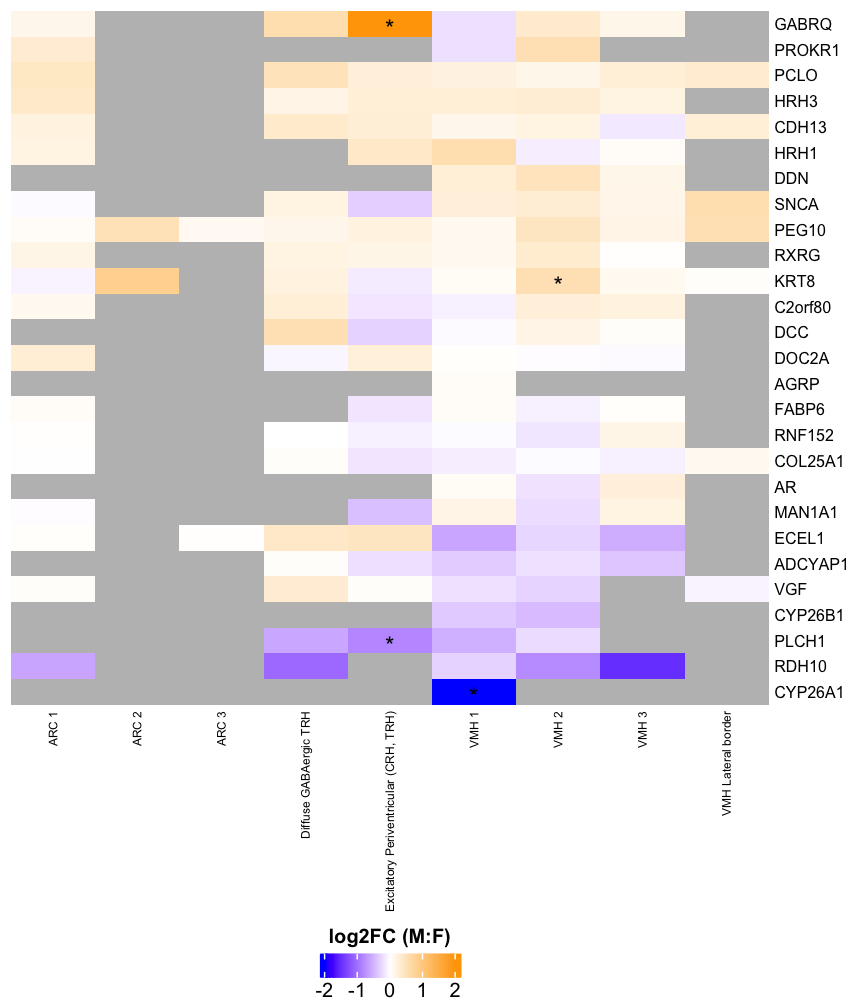 *
GABRQ
PROKR1
PCLO
HRH3
CDH13
HRH1
DDN
SNCA
PEG10
RXRG
*
KRT8
C2orf80
DCC
DOC2A
AGRP
FABP6
RNF152
COL25A1
AR
MAN1A1
ECEL1
ADCYAP1
VGF
CYP26B1
*
PLCH1
RDH10
*
CYP26A1
ARC 1
ARC 2
ARC 3
Diffuse GABAergic TRH
Excitatory Periventricular (CRH, TRH)
VMH 1
VMH 2
VMH 3
VMH Lateral border
log2FC (M:F)
-2 -1 0 1 2